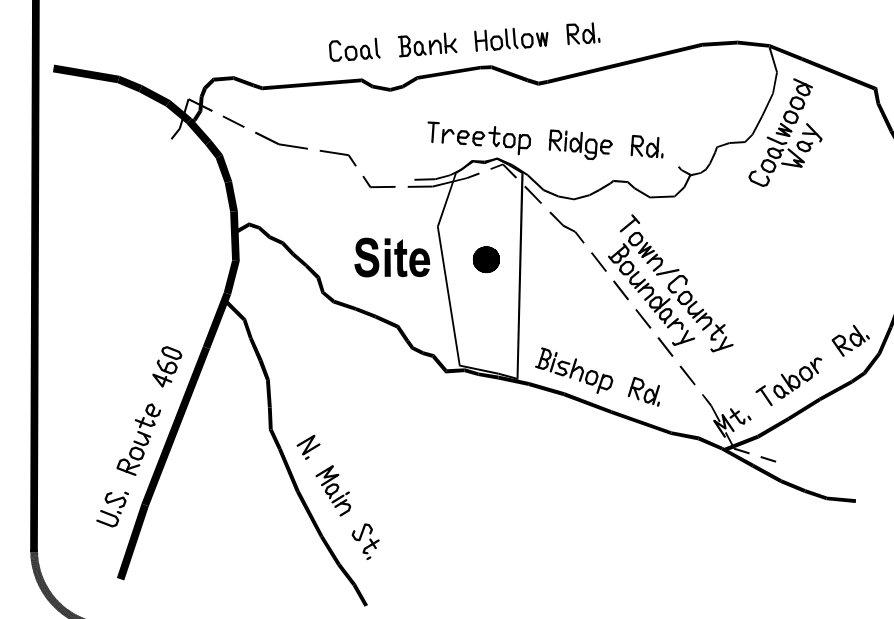 Coal Bank Hollow Rd.
Treetop Ridge Rd.
Coalwood
Way
Site
Town/County
Boundary
Bishop Rd.
Mt. Tabor Rd.
U.S. Route 460
N. Main St.